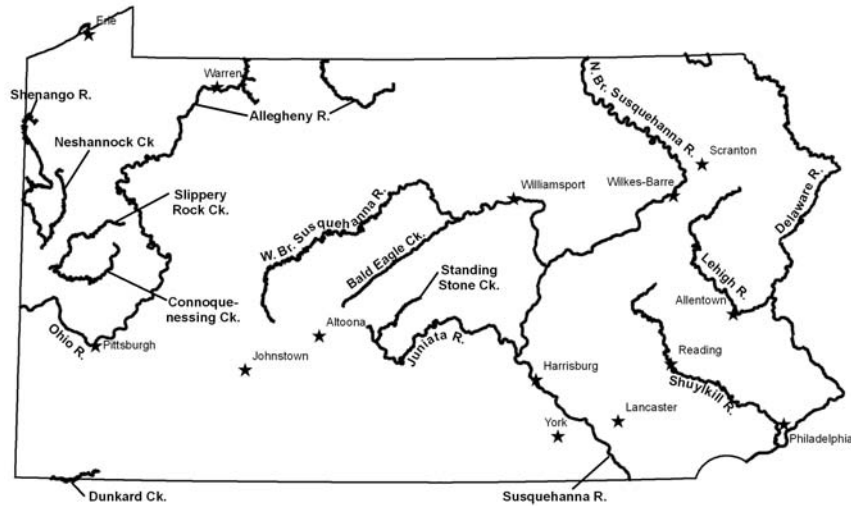 Erie
Warren
Shenango R.
Allegheny R.
Neshannock Ck
N. Br. Susquehanna R.
Scranton
Slippery
Rock Ck.
Williamsport
Wilkes-Barre
Delaware R.
W. Br. Susquehanna R.
Bald Eagle Ck.
Standing
Stone Ck.
Lehigh R.
Connoque-
nessing Ck.
Allentown
Ohio R.
Pittsburgh
Altoona
Juniata R.
Johnstown
Harrisburg
Reading
Shuylkill R.
Lancaster
York
Philadelphia
Dunkard Ck.
Susquehanna R.